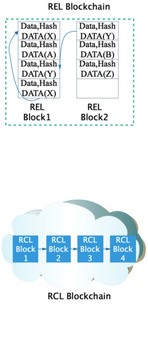 REL Blockchain
Data,Hash
DATA(X)
Data,Hash
DATA(A)
Data,Hash
DATA(Y)
Data,Hash
DATA(X)
REL
Block1
Data,Hash
DATA(Y)
Data,Hash
DATA(B)
Data,Hash
DATA(Z)
REL
Block2
RCL
Block
1
RCL
Block
2
RCL
Block
3
RCL
Block
4
RCL Blockchain